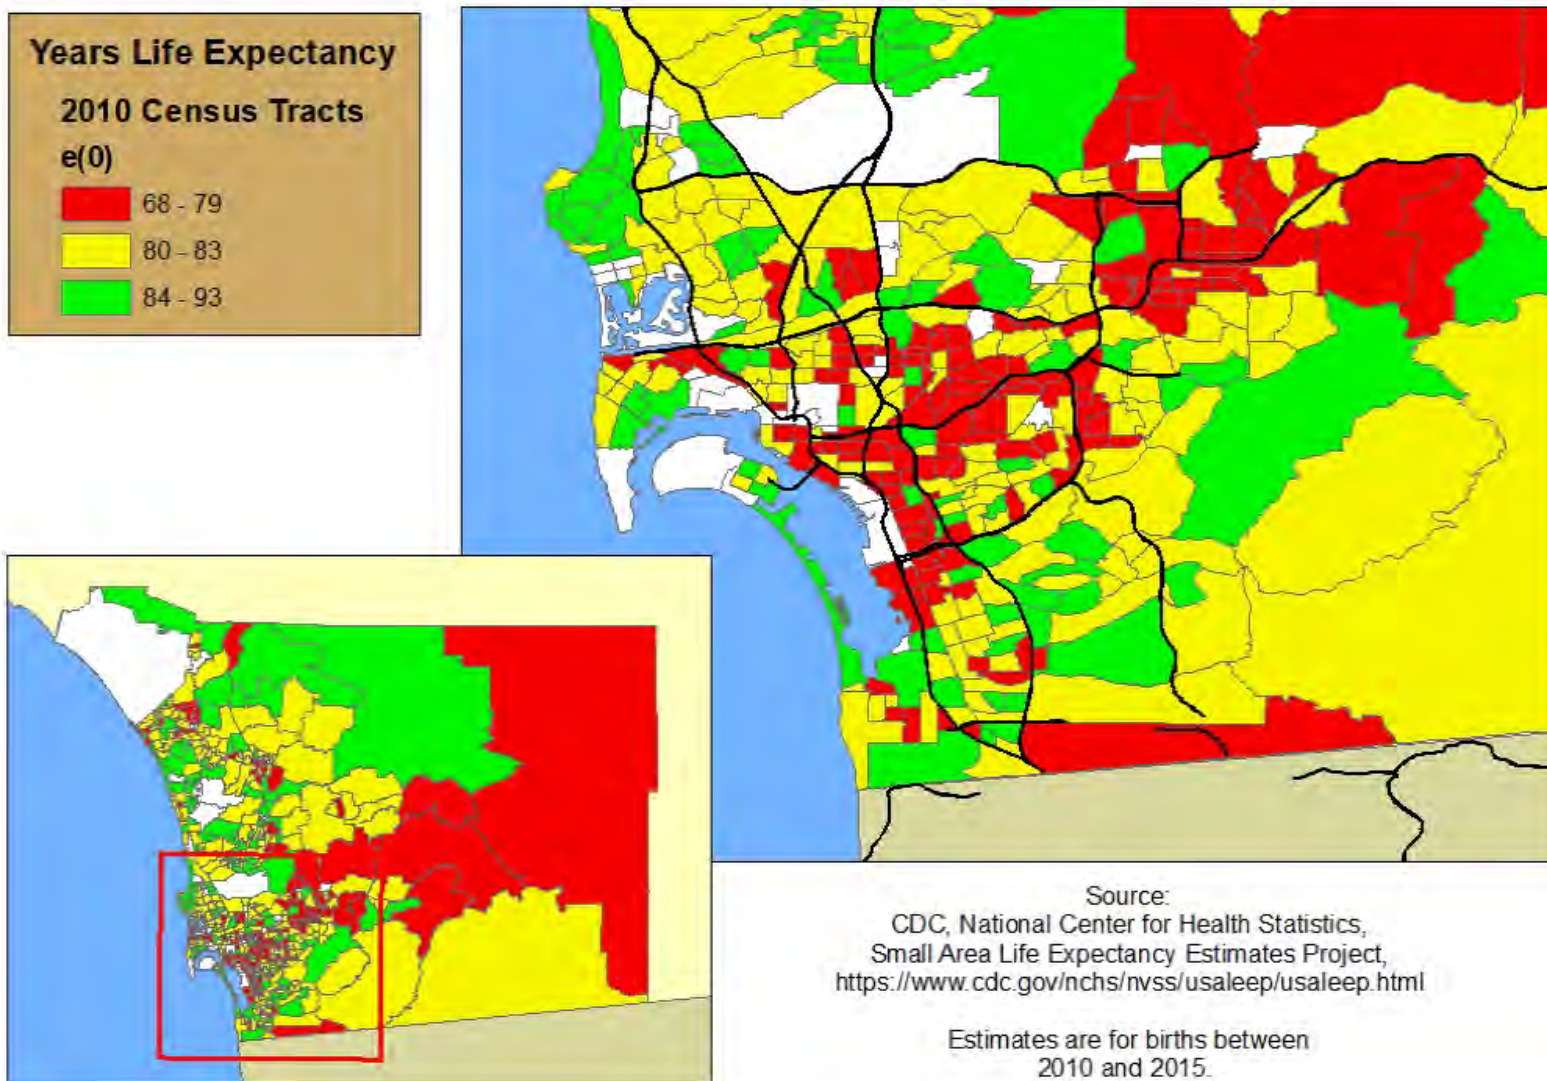 Years Life Expectancy
2010 Census Tracts
e(0)
68 - 79
80 - 83
84 - 93
Source:
CDC, National Center for Health Statistics,
Small Area Life Expectancy Estimates Project,
https://www.cdc.gov/nchs/nvss/usaleep/usaleep.html
Estimates are for births between
2010 and 2015.